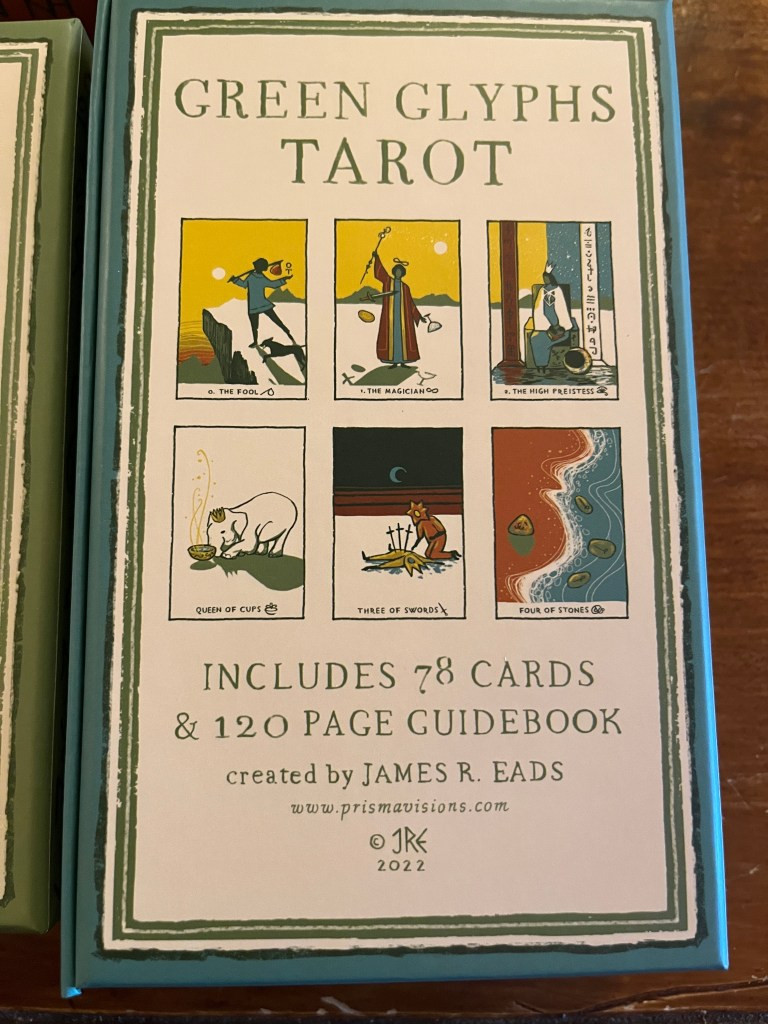 GREEN GLYPHS
TAROT
0. THE FOOL
1. THE MAGICIAN
2. THE HIGH PREISTESS
QUEEN OF CUPS
THREE OF SWORDS
FOUR OF STONES
INCLUDES 78 CARDS
& 120 PAGE GUIDEBOOK
created by JAMES R. EADS
www.prismavisions.com
© JRE
2022